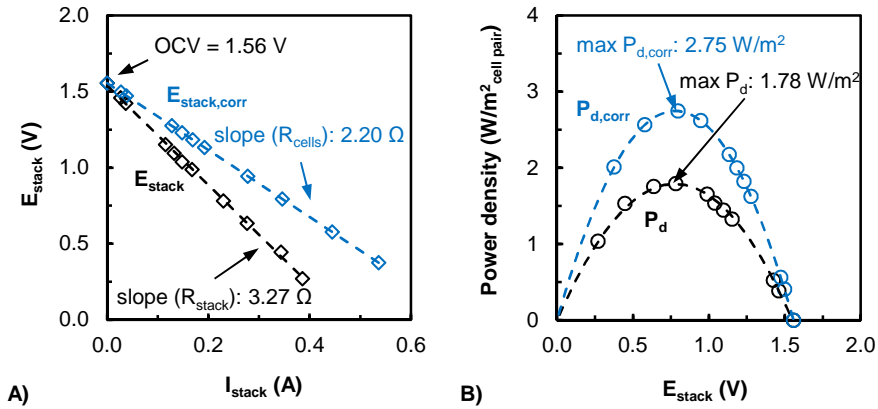 OCV = 1.56 V
E_stack,corr
slope (R_cells): 2.20 Ω
E_stack
slope (R_stack): 3.27 Ω
E_stack (V)
2.0
1.5
1.0
0.5
0.0
0.0 0.2 0.4 0.6
I_stack (A)
A)
max P_d,corr: 2.75 W/m²
max P_d: 1.78 W/m²
P_d,corr
P_d
Power density (W/m²_cell pair)
4
3
2
1
0
0.0 0.5 1.0 1.5 2.0
E_stack (V)
B)